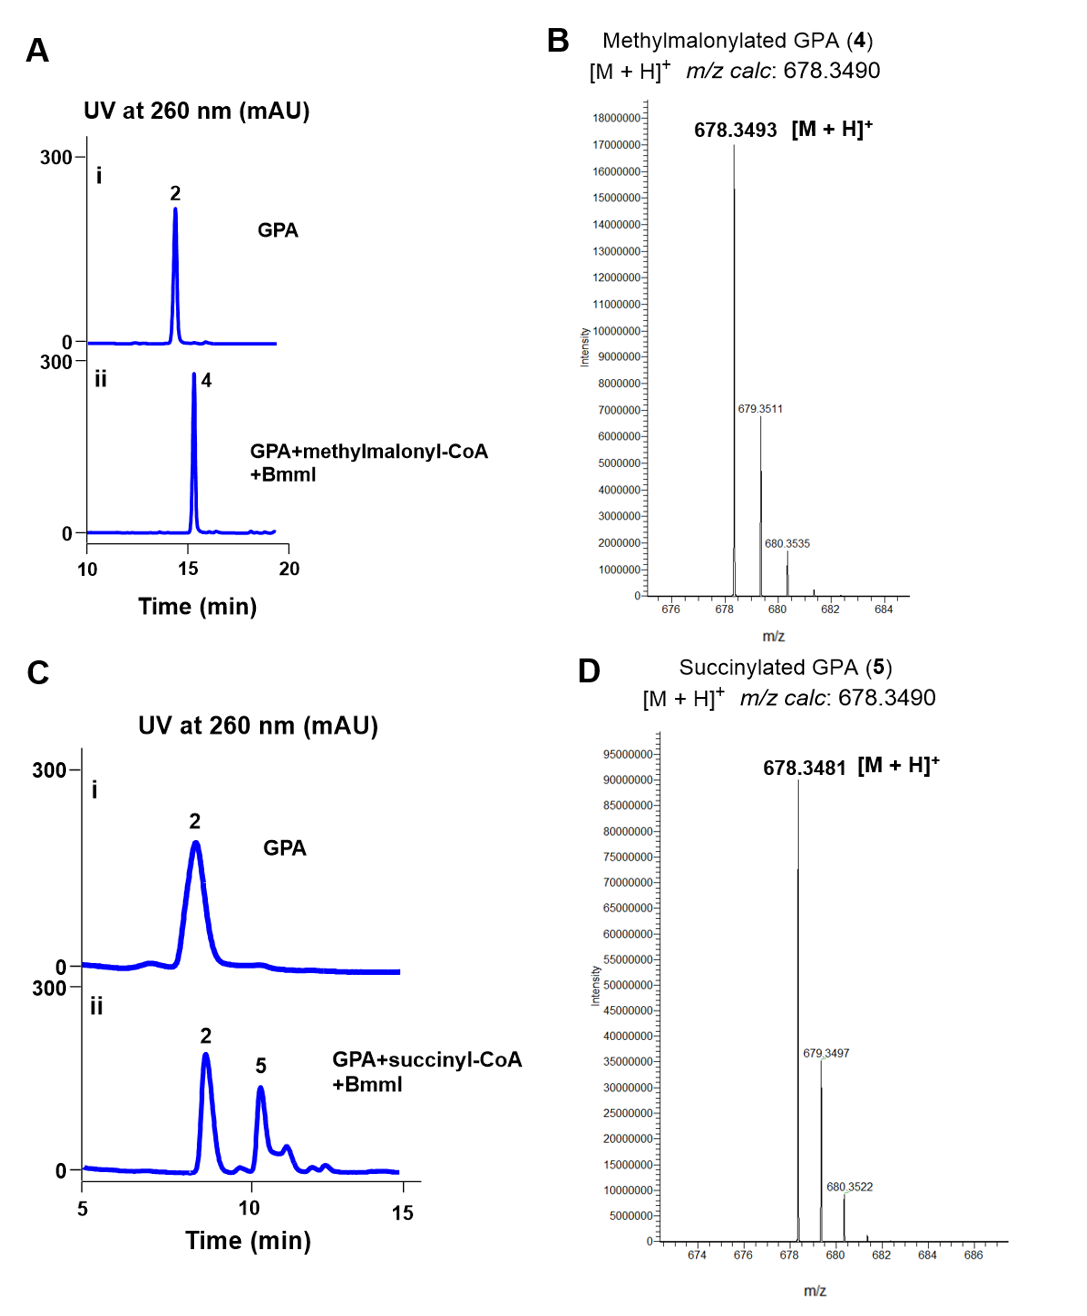 A
UV at 260 nm (mAU)
300
i
2
GPA
0
300
ii
4
GPA+methylmalonyl-CoA
+BmmI
0
10
15
20
Time (min)
B
Methylmalonylated GPA (4)
[M + H]+ m/z calc: 678.3490
678.3493 [M + H]+
18000000
17000000
16000000
15000000
14000000
13000000
12000000
11000000
10000000
9000000
8000000
7000000
6000000
5000000
4000000
3000000
2000000
1000000
0
Intensity
679.3511
680.3535
676
678
680
682
684
m/z
C
UV at 260 nm (mAU)
300
i
2
GPA
0
300
ii
2
5
GPA+succinyl-CoA
+BmmI
0
5
10
15
Time (min)
D
Succinylated GPA (5)
[M + H]+ m/z calc: 678.3490
678.3481 [M + H]+
95000000
90000000
85000000
80000000
75000000
70000000
65000000
60000000
55000000
50000000
45000000
40000000
35000000
30000000
25000000
20000000
15000000
10000000
5000000
0
Intensity
679.3497
680.3522
674
676
678
680
682
684
686
m/z